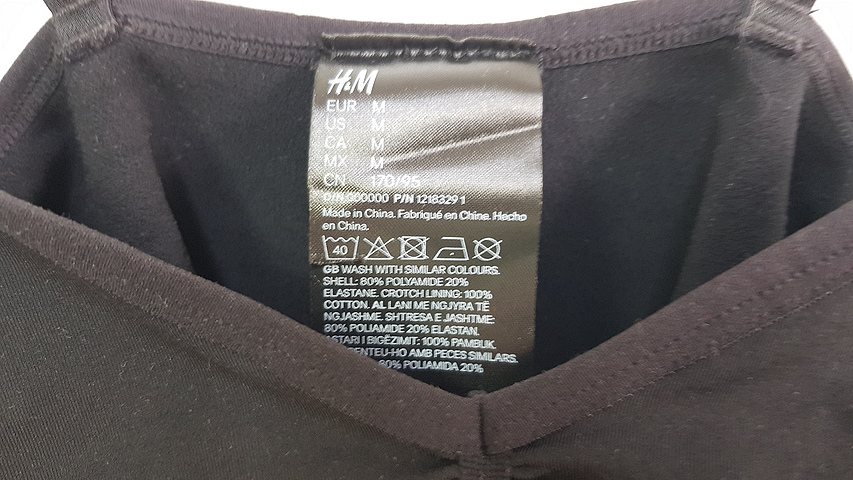 H&M
EUR M
US M
CA M
MX M
CN 170/95
000000 P/N 12183291
Made in China. Fabriqué en Chine. Hecho
en China.
40
GB WASH WITH SIMILAR COLOURS.
SHELL: 80% POLYAMIDE 20%
ELASTANE. CROTCH LINING: 100%
COTTON. AL LANI ME NGJYRA TË
NGJASHME. SHTRESA E JASHTME:
80% POLIAMIDE 20% ELASTAN.
ASTARI I BIGËZIMIT: 100% PAMBUK.
AMB PECES SIMILARS.
80% POLIAMIDA 20%